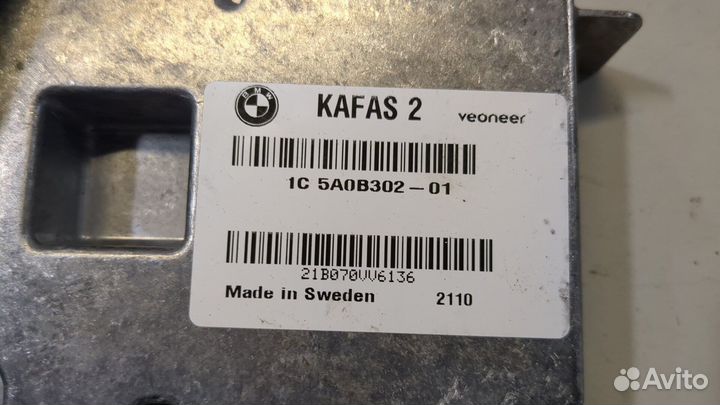 BMW
KAFAS 2 veoneer
1C 5A0B302-01
21B070VV6136
Made in Sweden 2110
Avito